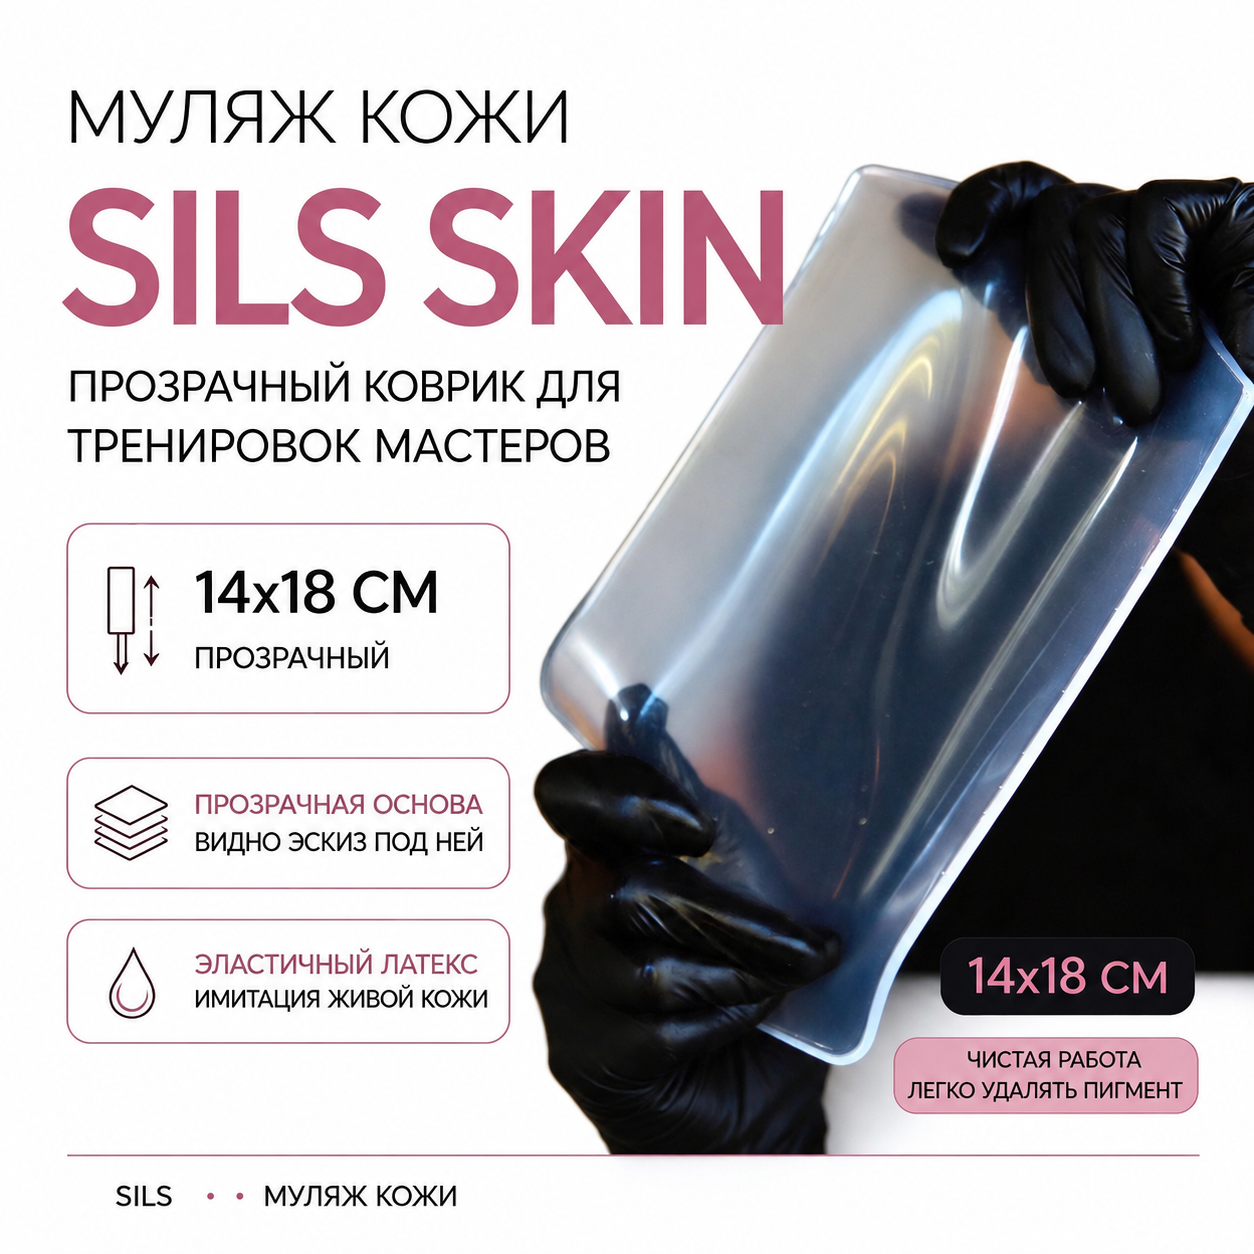 МУЛЯЖ КОЖИ
SILS SKIN
ПРОЗРАЧНЫЙ КОВРИК ДЛЯ
ТРЕНИРОВОК МАСТЕРОВ
14x18 СМ
ПРОЗРАЧНЫЙ
ПРОЗРАЧНАЯ ОСНОВА
ВИДНО ЭСКИЗ ПОД НЕЙ
ЭЛАСТИЧНЫЙ ЛАТЕКС
ИМИТАЦИЯ ЖИВОЙ КОЖИ
14x18 СМ
ЧИСТАЯ РАБОТА
ЛЕГКО УДАЛЯТЬ ПИГМЕНТ
SILS • • МУЛЯЖ КОЖИ